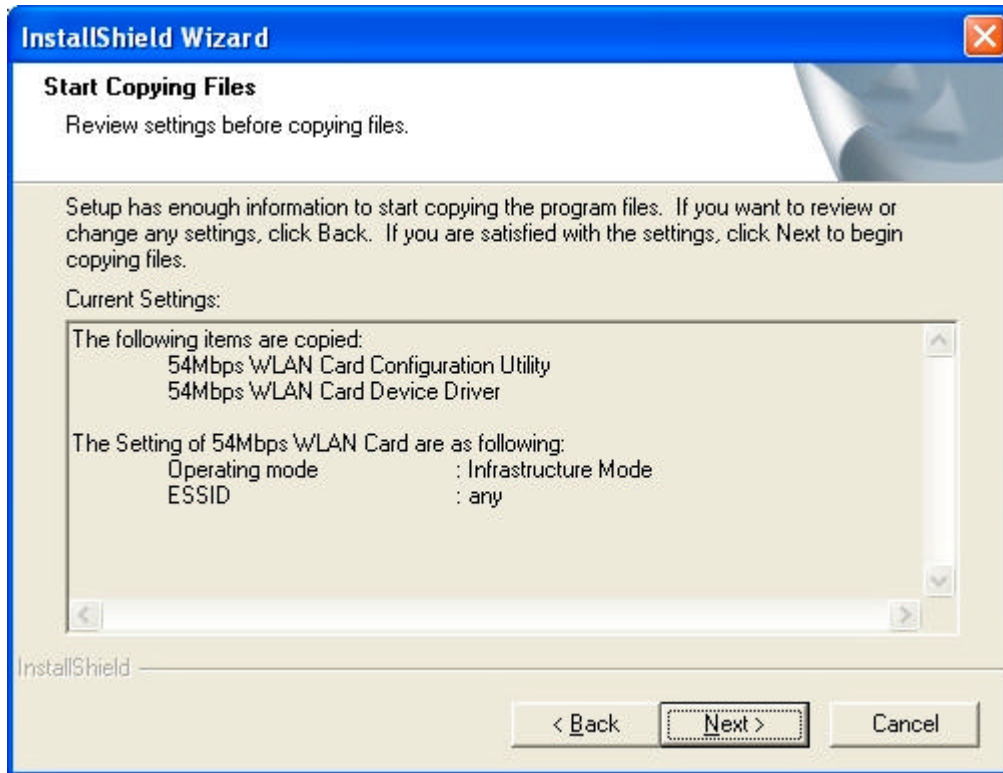 InstallShield Wizard
Start Copying Files
Review settings before copying files.
Setup has enough information to start copying the program files.  If you want to review or
change any settings, click Back.  If you are satisfied with the settings, click Next to begin
copying files.
Current Settings:
The following items are copied:
54Mbps WLAN Card Configuration Utility
54Mbps WLAN Card Device Driver
The Setting of 54Mbps WLAN Card are as following:
Operating mode : Infrastructure Mode
ESSID : any
InstallShield
< Back Next > Cancel